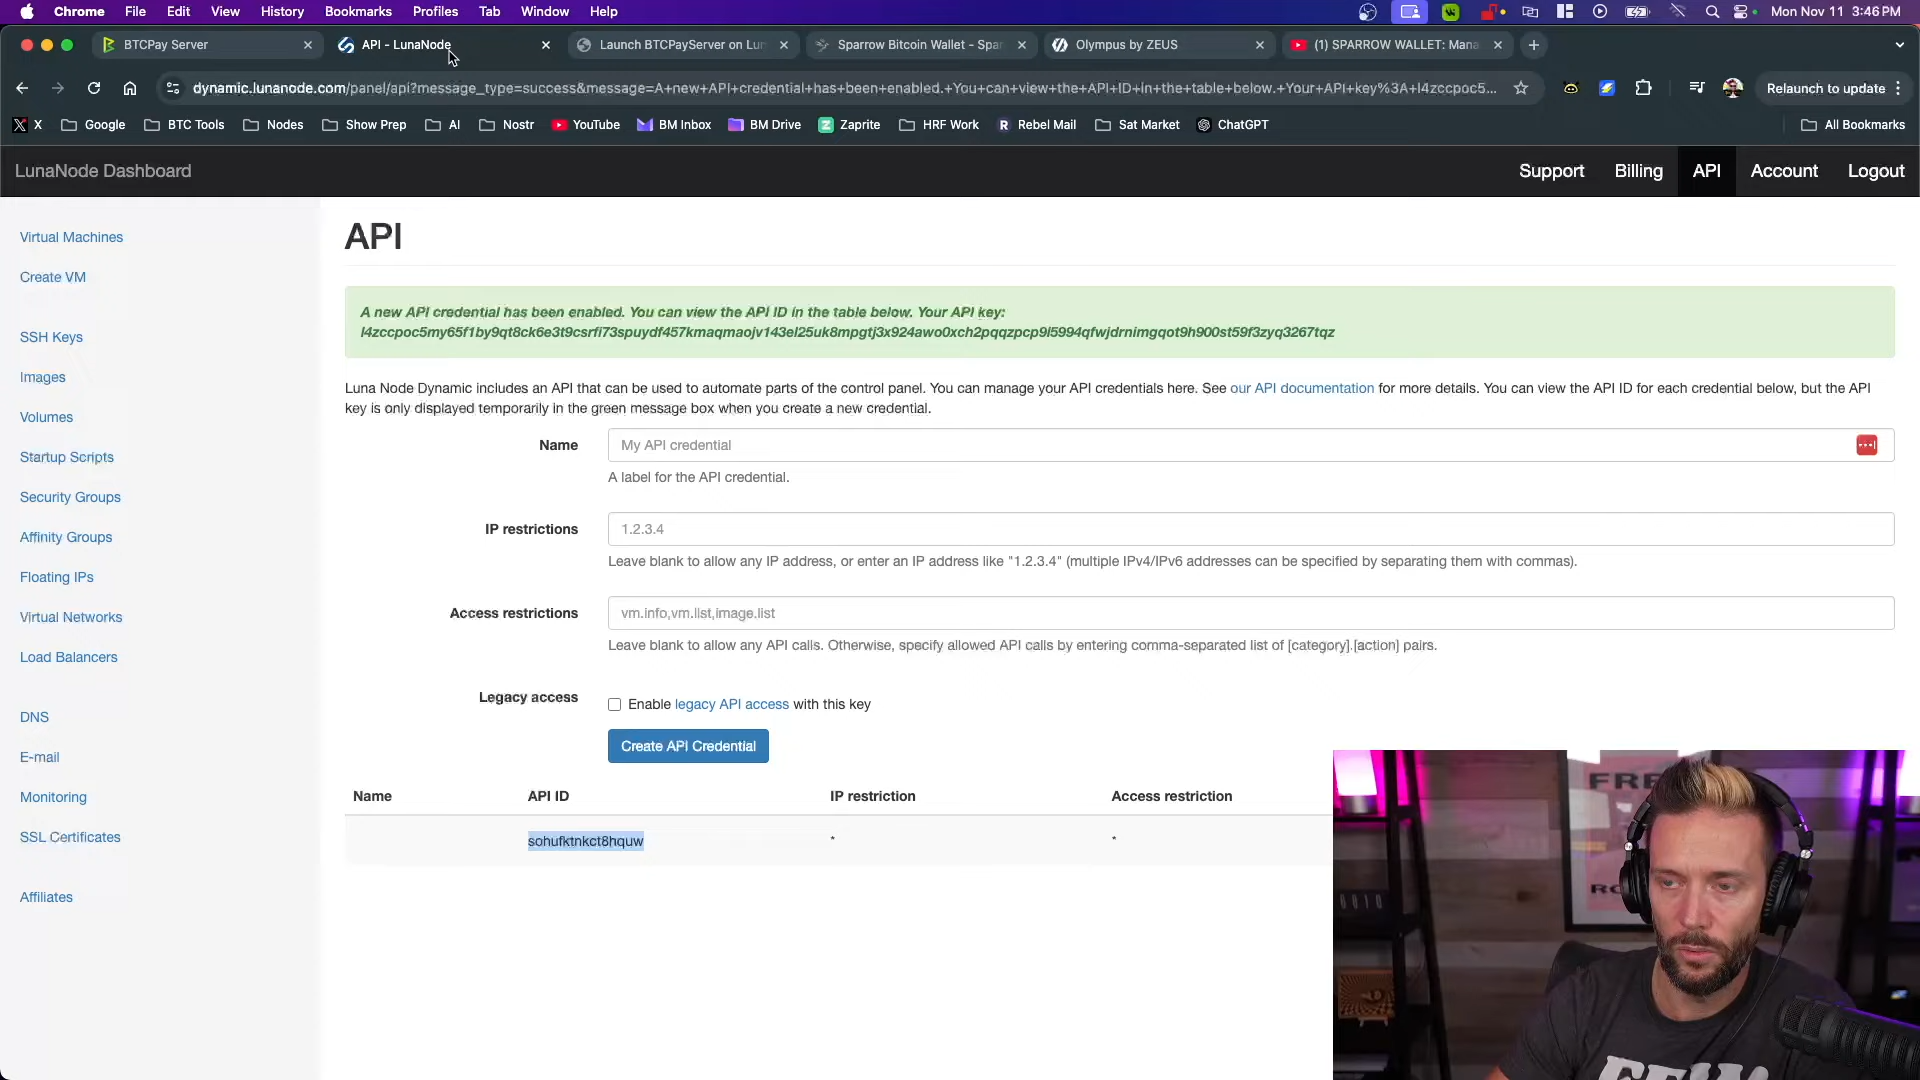 Chrome File Edit View History Bookmarks Profiles Tab Window Help Mon Nov 11 3:46 PM
BTCPay Server API - LunaNode Launch BTCPayServer on Lun Sparrow Bitcoin Wallet - Spar Olympus by ZEUS (1) SPARROW WALLET: Mana
dynamic.lunanode.com/panel/api?message_type=success&message=A+new+API+credential+has+been+enabled.+You+can+view+the+API+ID+in+the+table+below.+Your+API+key%3A+l4zccpoc5... Relaunch to update
X Google BTC Tools Nodes Show Prep AI Nostr YouTube BM Inbox BM Drive Zaprite HRF Work Rebel Mail Sat Market ChatGPT All Bookmarks
LunaNode Dashboard Support Billing API Account Logout
Virtual Machines
Create VM
SSH Keys
Images
Volumes
Startup Scripts
Security Groups
Affinity Groups
Floating IPs
Virtual Networks
Load Balancers
DNS
E-mail
Monitoring
SSL Certificates
Affiliates
API
A new API credential has been enabled. You can view the API ID in the table below. Your API key:
l4zccpoc5my65f1by9qt8ck6e3t9csrfi73spuydf457kmaqmaojv143el25uk8mpgtj3x924awo0xch2pqqzpcp9l5994qfwjdrnimgqot9h900st59f3zyq3267tqz
Luna Node Dynamic includes an API that can be used to automate parts of the control panel. You can manage your API credentials here. See our API documentation for more details. You can view the API ID for each credential below, but the API
key is only displayed temporarily in the green message box when you create a new credential.
Name My API credential
A label for the API credential.
IP restrictions 1.2.3.4
Leave blank to allow any IP address, or enter an IP address like "1.2.3.4" (multiple IPv4/IPv6 addresses can be specified by separating them with commas).
Access restrictions vm.info,vm.list,image.list
Leave blank to allow any API calls. Otherwise, specify allowed API calls by entering comma-separated list of [category].[action] pairs.
Legacy access Enable legacy API access with this key
Create API Credential
Name API ID IP restriction Access restriction
sohufktnkct8hquw * *